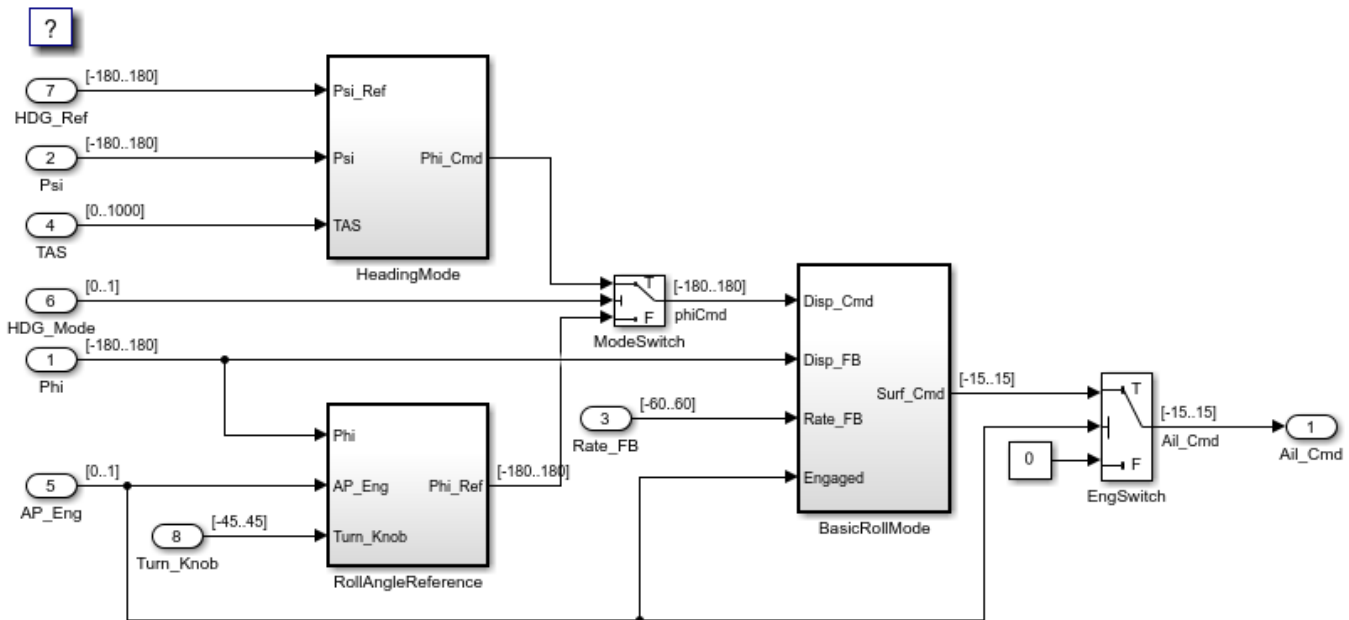 ?
7
[-180..180]
HDG_Ref
Psi_Ref
2
[-180..180]
Psi
Psi
Phi_Cmd
4
[0..1000]
TAS
TAS
HeadingMode
6
[0..1]
HDG_Mode
T
F
ModeSwitch
[-180..180]
phiCmd
Disp_Cmd
1
[-180..180]
Phi
Disp_FB
Surf_Cmd
[-15..15]
3
[-60..60]
Rate_FB
Rate_FB
Engaged
BasicRollMode
T
F
EngSwitch
[-15..15]
Ail_Cmd
1
Ail_Cmd
0
Phi
5
[0..1]
AP_Eng
AP_Eng
Phi_Ref
[-180..180]
8
[-45..45]
Turn_Knob
Turn_Knob
RollAngleReference